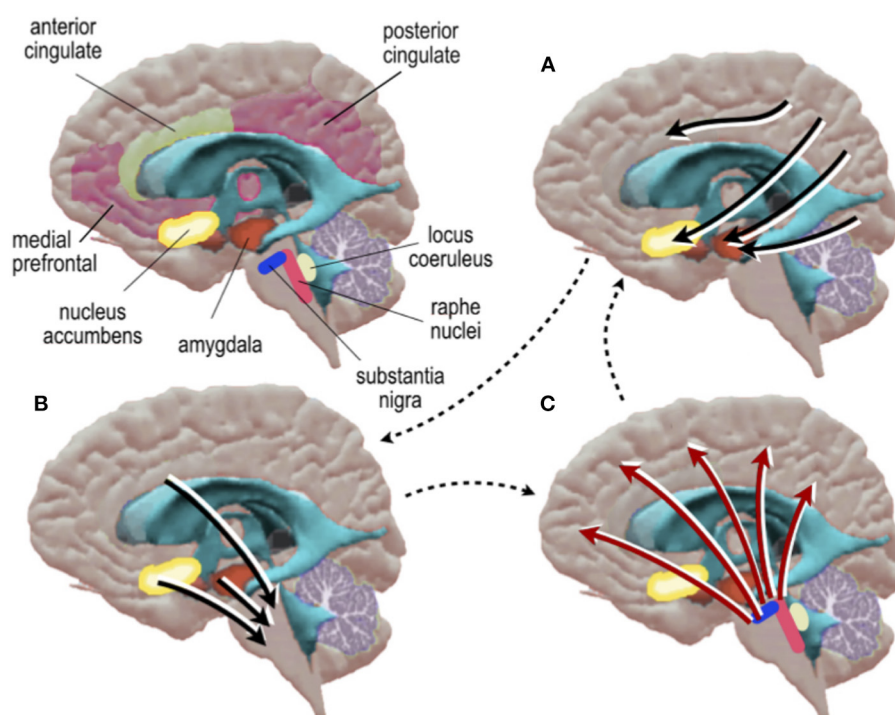 anterior
cingulate
posterior
cingulate
A
medial
prefrontal
locus
coeruleus
nucleus
accumbens
raphe
nuclei
amygdala
substantia
nigra
B
C